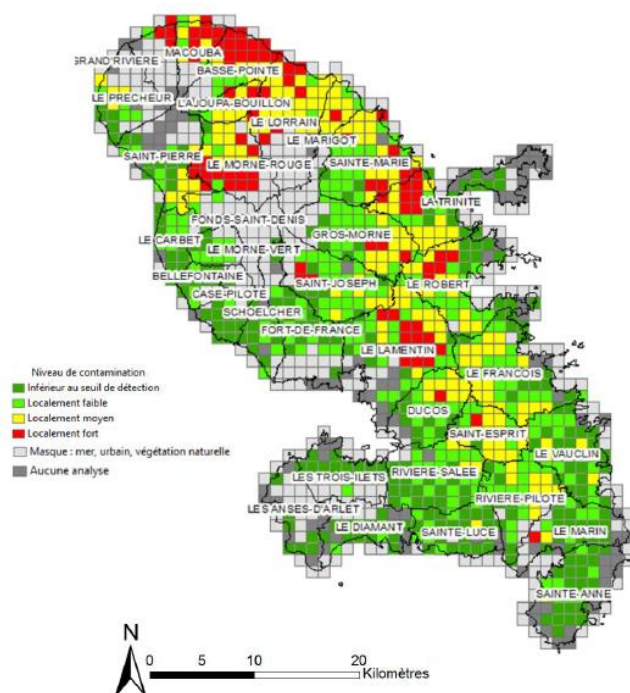 MACOUBA
GRAND'RIVIERE
BASSE-POINTE
LE PRECHEUR
L'AJOUPA-BOUILLON
LE LORRAIN
LE MARIGOT
SAINT-PIERRE
LE MORNE-ROUGE
SAINTE-MARIE
LA TRINITE
FONDS-SAINT-DENIS
GROS-MORNE
LE CARBET
LE MORNE-VERT
BELLEFONTAINE
SAINT-JOSEPH
LE ROBERT
CASE-PILOTE
SCHOELCHER
FORT-DE-FRANCE
LE LAMENTIN
LE FRANCOIS
DUCOS
SAINT-ESPRIT
LE VAUCLIN
RIVIERE-SALEE
LES TROIS-ILETS
RIVIERE-PILOTE
LES ANSES-D'ARLET
LE DIAMANT
SAINTE-LUCE
LE MARIN
SAINTE-ANNE
Niveau de contamination
Inférieur au seuil de détection
Localement faible
Localement moyen
Localement fort
Masque : mer, urbain, végétation naturelle
Aucune analyse
N
0 5 10 20
Kilomètres